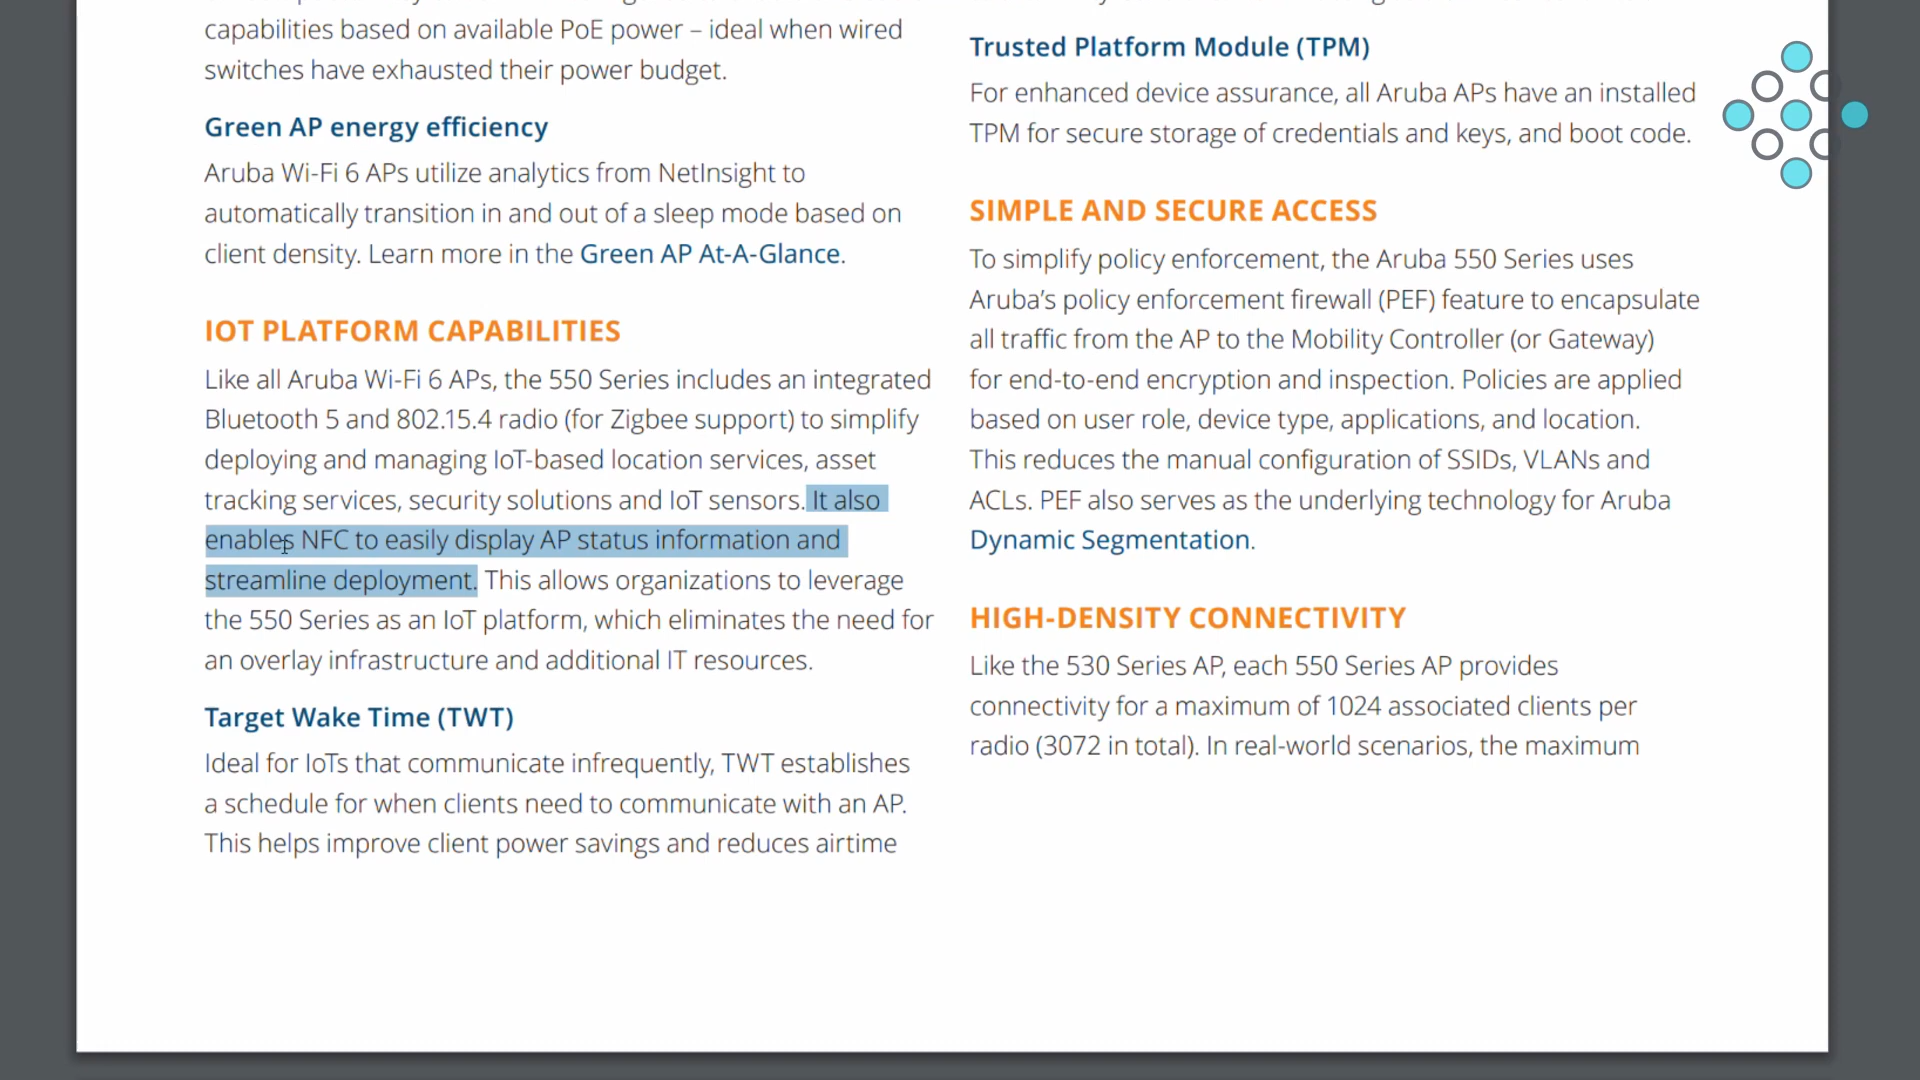 capabilities based on available PoE power – ideal when wired
switches have exhausted their power budget.
Green AP energy efficiency
Aruba Wi-Fi 6 APs utilize analytics from NetInsight to
automatically transition in and out of a sleep mode based on
client density. Learn more in the Green AP At-A-Glance.
IOT PLATFORM CAPABILITIES
Like all Aruba Wi-Fi 6 APs, the 550 Series includes an integrated
Bluetooth 5 and 802.15.4 radio (for Zigbee support) to simplify
deploying and managing IoT-based location services, asset
tracking services, security solutions and IoT sensors. It also
enables NFC to easily display AP status information and
streamline deployment. This allows organizations to leverage
the 550 Series as an IoT platform, which eliminates the need for
an overlay infrastructure and additional IT resources.
Target Wake Time (TWT)
Ideal for IoTs that communicate infrequently, TWT establishes
a schedule for when clients need to communicate with an AP.
This helps improve client power savings and reduces airtime
Trusted Platform Module (TPM)
For enhanced device assurance, all Aruba APs have an installed
TPM for secure storage of credentials and keys, and boot code.
SIMPLE AND SECURE ACCESS
To simplify policy enforcement, the Aruba 550 Series uses
Aruba's policy enforcement firewall (PEF) feature to encapsulate
all traffic from the AP to the Mobility Controller (or Gateway)
for end-to-end encryption and inspection. Policies are applied
based on user role, device type, applications, and location.
This reduces the manual configuration of SSIDs, VLANs and
ACLs. PEF also serves as the underlying technology for Aruba
Dynamic Segmentation.
HIGH-DENSITY CONNECTIVITY
Like the 530 Series AP, each 550 Series AP provides
connectivity for a maximum of 1024 associated clients per
radio (3072 in total). In real-world scenarios, the maximum